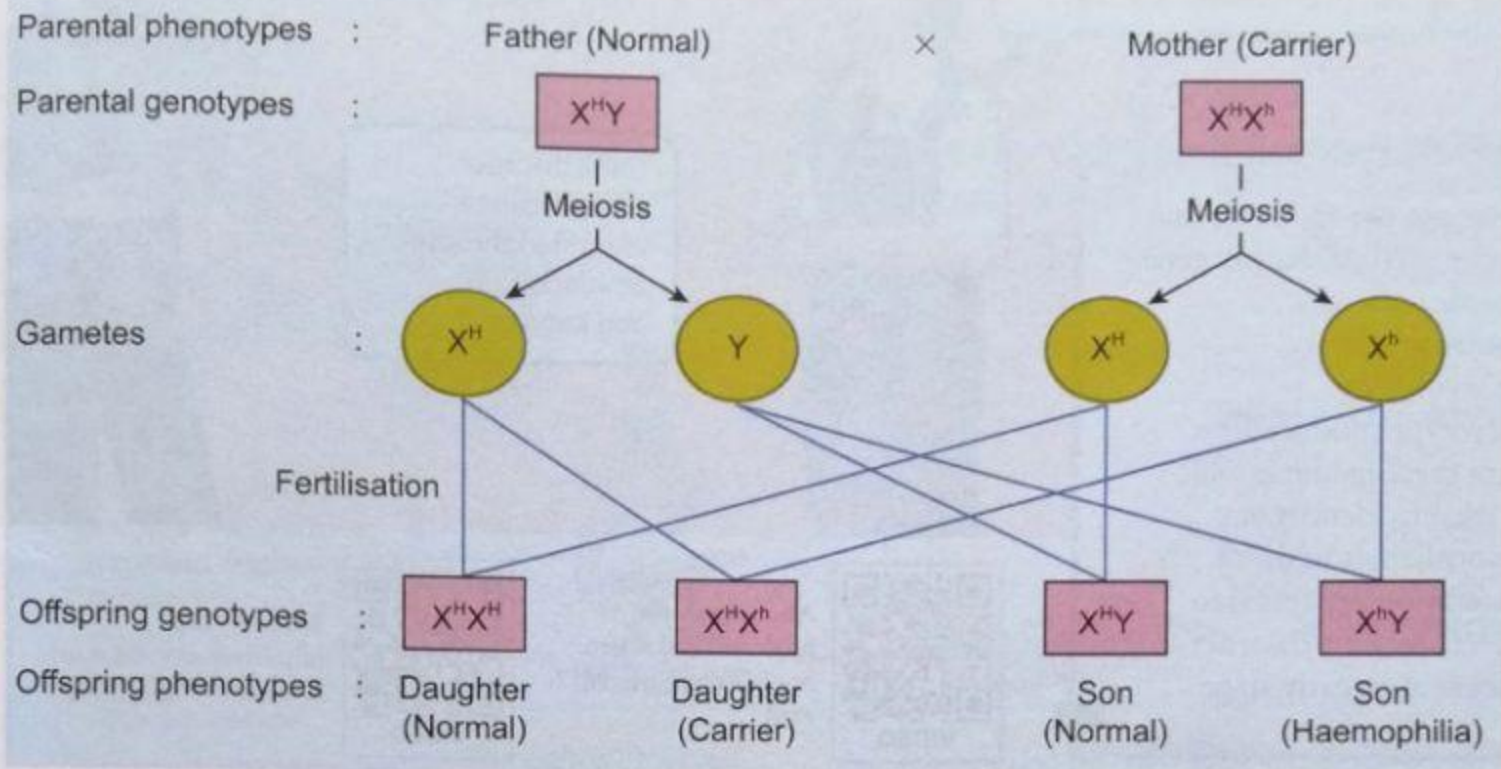 Parental phenotypes : Father (Normal) × Mother (Carrier)
Parental genotypes : XᴴY XᴴXʰ
Meiosis Meiosis
Gametes : Xᴴ Y Xᴴ Xʰ
Fertilisation
Offspring genotypes : XᴴXᴴ XᴴXʰ XᴴY XʰY
Offspring phenotypes : Daughter Daughter Son Son
(Normal) (Carrier) (Normal) (Haemophilia)